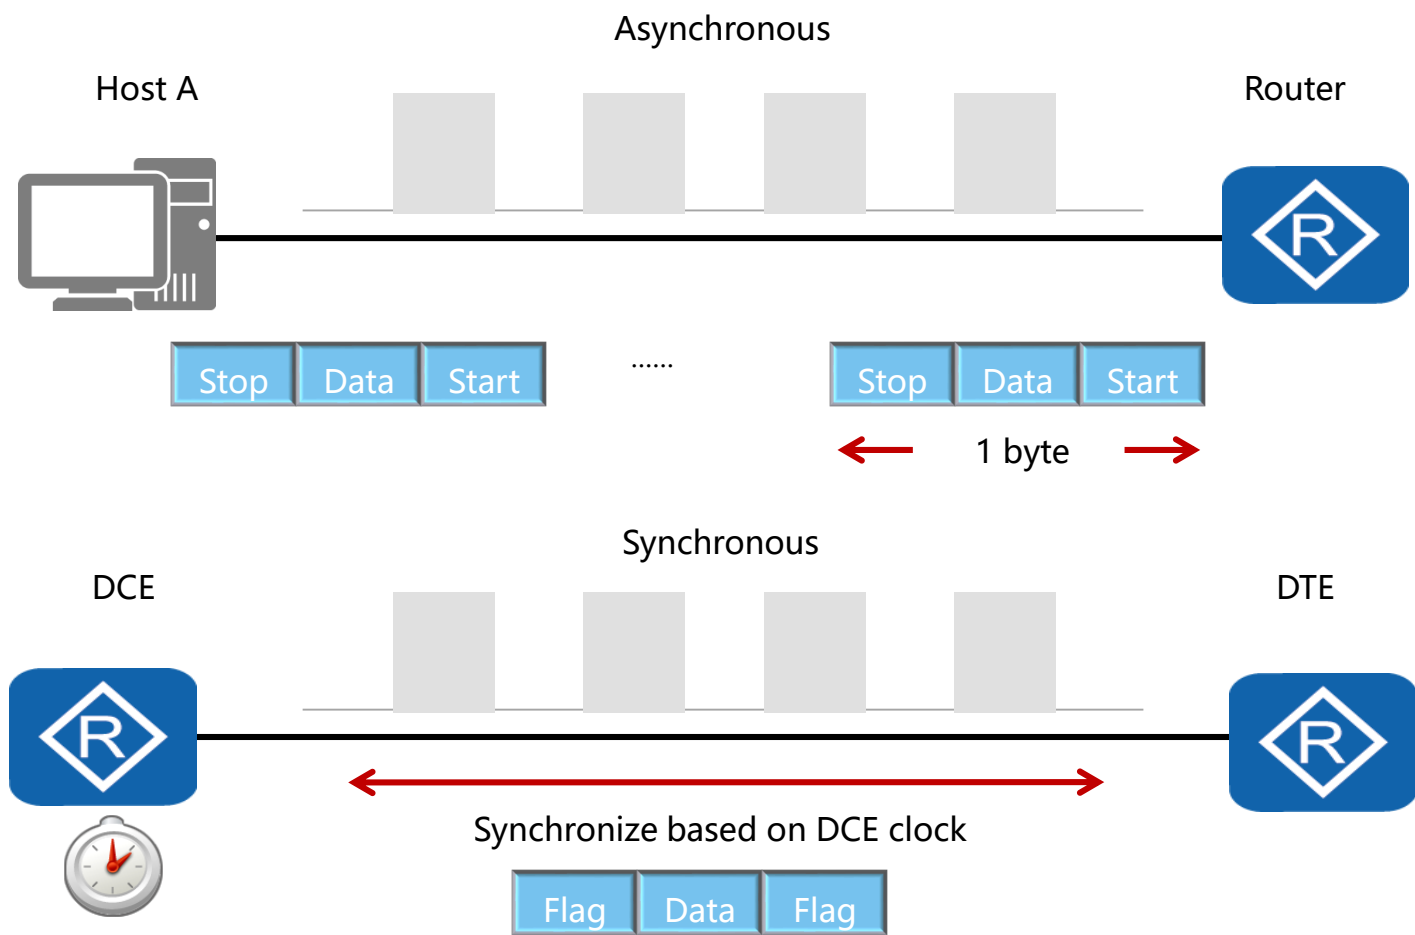 Asynchronous
Host A
Router
R
Stop Data Start
......
Stop Data Start
1 byte
Synchronous
DCE
DTE
R
R
Synchronize based on DCE clock
Flag Data Flag